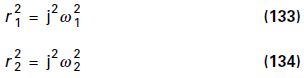 r₁² = j²ω₁² (133)
r₂² = j²ω₂² (134)